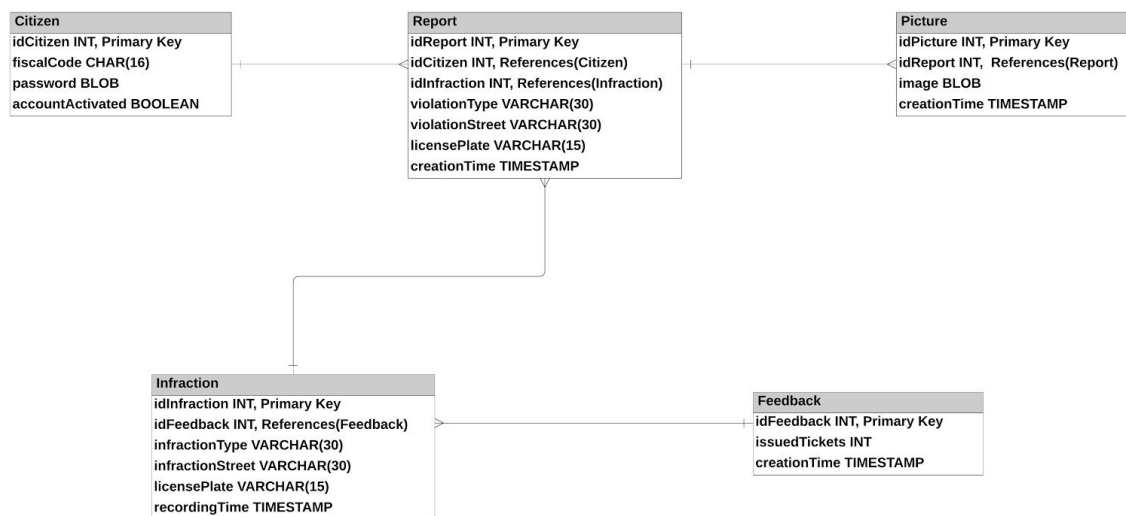 Citizen
idCitizen INT, Primary Key
fiscalCode CHAR(16)
password BLOB
accountActivated BOOLEAN
Report
idReport INT, Primary Key
idCitizen INT, References(Citizen)
idInfraction INT, References(Infraction)
violationType VARCHAR(30)
violationStreet VARCHAR(30)
licensePlate VARCHAR(15)
creationTime TIMESTAMP
Picture
idPicture INT, Primary Key
idReport INT, References(Report)
image BLOB
creationTime TIMESTAMP
Infraction
idInfraction INT, Primary Key
idFeedback INT, References(Feedback)
infractionType VARCHAR(30)
infractionStreet VARCHAR(30)
licensePlate VARCHAR(15)
recordingTime TIMESTAMP
Feedback
idFeedback INT, Primary Key
issuedTickets INT
creationTime TIMESTAMP